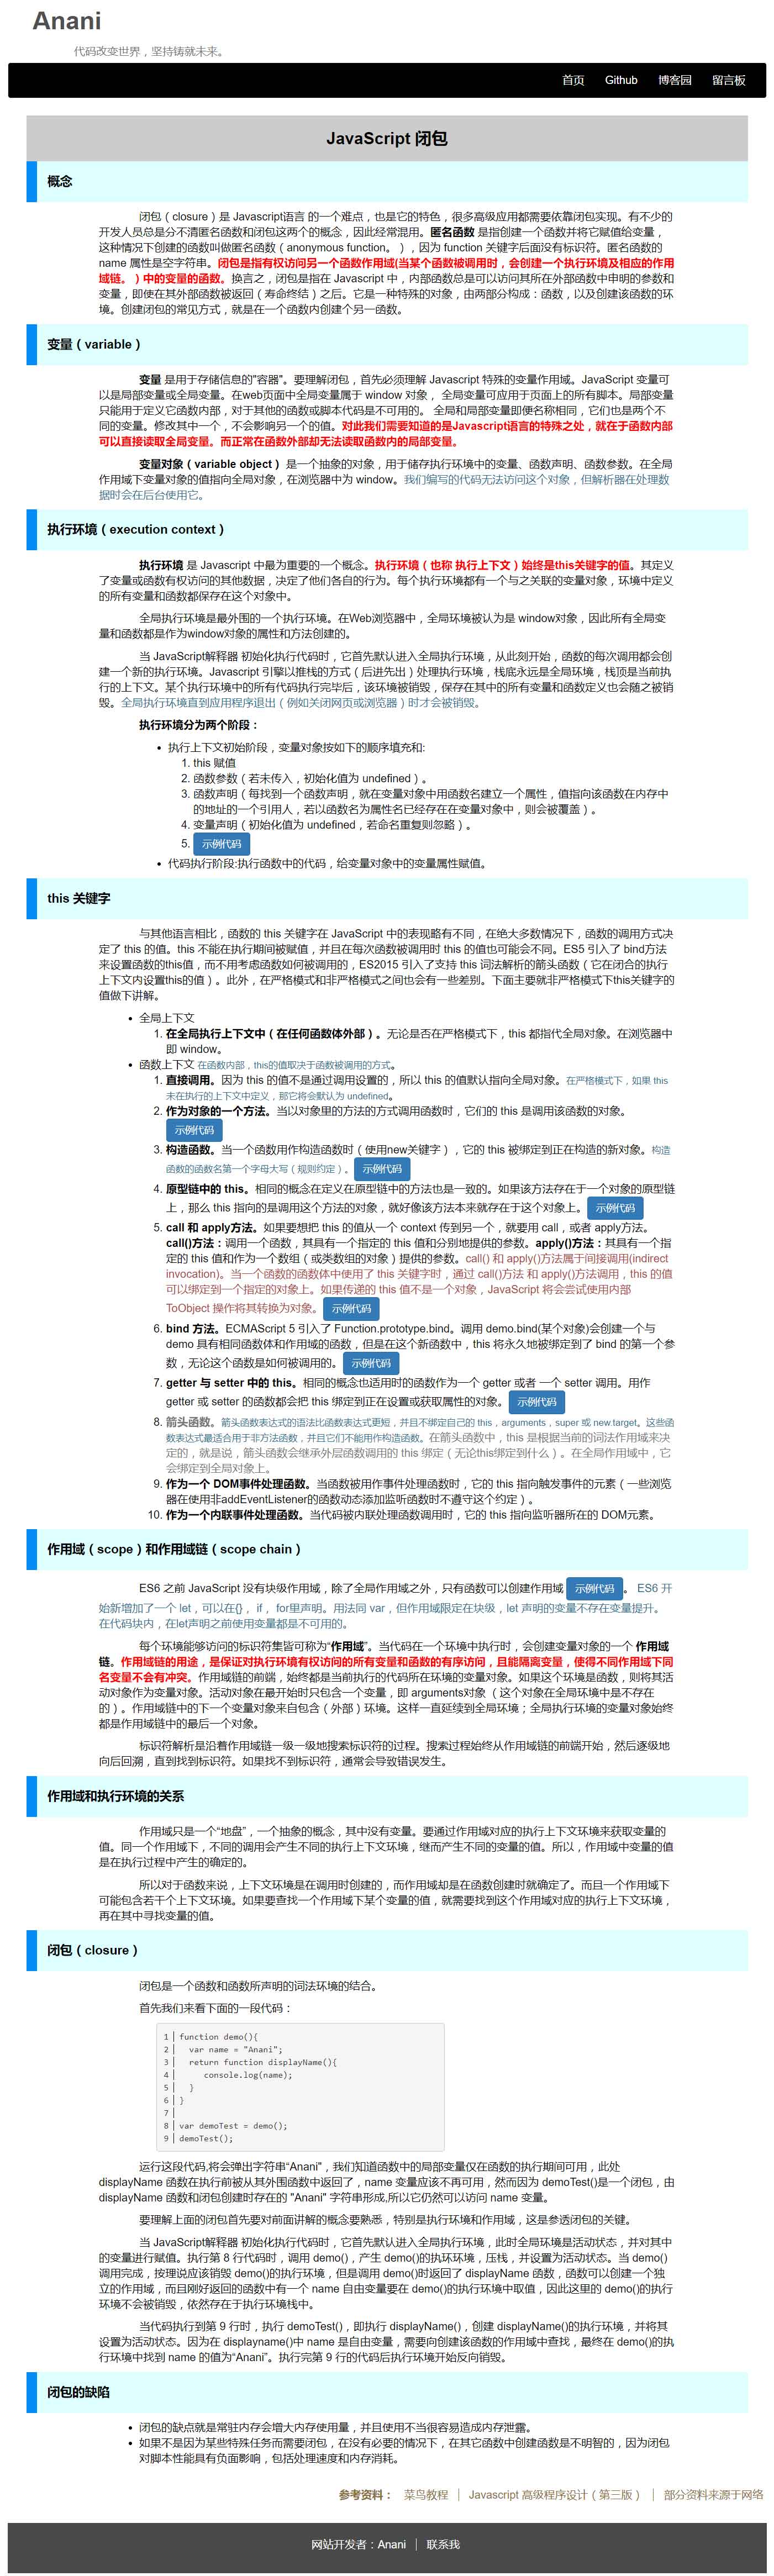 Anani
代码改变世界，坚持铸就未来。
首页 Github 博客园 留言板
JavaScript 闭包
概念
闭包（closure）是 Javascript语言 的一个难点，也是它的特色，很多高级应用都需要依靠闭包实现。有不少的
开发人员总是分不清匿名函数和闭包这两个的概念，因此经常混用。匿名函数 是指创建一个函数并将它赋值给变量，
这种情况下创建的函数叫做匿名函数（anonymous function。），因为 function 关键字后面没有标识符。匿名函数的
name 属性是空字符串。闭包是指有权访问另一个函数作用域(当某个函数被调用时，会创建一个执行环境及相应的作用
域链。）中的变量的函数。换言之，闭包是指在 Javascript 中，内部函数总是可以访问其所在外部函数中申明的参数和
变量，即使在其外部函数被返回（寿命终结）之后。它是一种特殊的对象，由两部分构成：函数，以及创建该函数的环
境。创建闭包的常见方式，就是在一个函数内创建个另一函数。
变量（variable）
变量 是用于存储信息的"容器"。要理解闭包，首先必须理解 Javascript 特殊的变量作用域。JavaScript 变量可
以是局部变量或全局变量。在web页面中全局变量属于 window 对象， 全局变量可应用于页面上的所有脚本。局部变量
只能用于定义它函数内部，对于其他的函数或脚本代码是不可用的。 全局和局部变量即便名称相同，它们也是两个不
同的变量。修改其中一个，不会影响另一个的值。对此我们需要知道的是Javascript语言的特殊之处，就在于函数内部
可以直接读取全局变量。而正常在函数外部却无法读取函数内的局部变量。
变量对象（variable object） 是一个抽象的对象，用于储存执行环境中的变量、函数声明、函数参数。在全局
作用域下变量对象的值指向全局对象，在浏览器中为 window。我们编写的代码无法访问这个对象，但解析器在处理数
据时会在后台使用它。
执行环境（execution context）
执行环境 是 Javascript 中最为重要的一个概念。执行环境（也称 执行上下文）始终是this关键字的值。其定义
了变量或函数有权访问的其他数据，决定了他们各自的行为。每个执行环境都有一个与之关联的变量对象，环境中定义
的所有变量和函数都保存在这个对象中。
全局执行环境是最外围的一个执行环境。在Web浏览器中，全局环境被认为是 window对象，因此所有全局变
量和函数都是作为window对象的属性和方法创建的。
当 JavaScript解释器 初始化执行代码时，它首先默认进入全局执行环境，从此刻开始，函数的每次调用都会创
建一个新的执行环境。Javascript 引擎以推栈的方式（后进先出）处理执行环境，栈底永远是全局环境，栈顶是当前执
行的上下文。某个执行环境中的所有代码执行完毕后，该环境被销毁，保存在其中的所有变量和函数定义也会随之被销
毁。全局执行环境直到应用程序退出（例如关闭网页或浏览器）时才会被销毁。
执行环境分为两个阶段：
• 执行上下文初始阶段，变量对象按如下的顺序填充和:
1. this 赋值
2. 函数参数（若未传入，初始化值为 undefined）。
3. 函数声明（每找到一个函数声明，就在变量对象中用函数名建立一个属性，值指向该函数在内存中
的地址的一个引用人，若以函数名为属性名已经存在在变量对象中，则会被覆盖）。
4. 变量声明（初始化值为 undefined，若命名重复则忽略）。
5. 示例代码
• 代码执行阶段:执行函数中的代码，给变量对象中的变量属性赋值。
this 关键字
与其他语言相比，函数的 this 关键字在 JavaScript 中的表现略有不同，在绝大多数情况下，函数的调用方式决
定了 this 的值。this 不能在执行期间被赋值，并且在每次函数被调用时 this 的值也可能会不同。ES5 引入了 bind方法
来设置函数的this值，而不用考虑函数如何被调用的，ES2015 引入了支持 this 词法解析的箭头函数（它在闭合的执行
上下文内设置this的值）。此外，在严格模式和非严格模式之间也会有一些差别。下面主要就非严格模式下this关键字的
值做下讲解。
• 全局上下文
1. 在全局执行上下文中（在任何函数体外部）。无论是否在严格模式下，this 都指代全局对象。在浏览器中
即 window。
• 函数上下文 在函数内部，this的值取决于函数被调用的方式。
1. 直接调用。因为 this 的值不是通过调用设置的，所以 this 的值默认指向全局对象。在严格模式下，如果 this
未在执行的上下文中定义，那它将会默认为 undefined。
2. 作为对象的一个方法。当以对象里的方法的方式调用函数时，它们的 this 是调用该函数的对象。
示例代码
3. 构造函数。当一个函数用作构造函数时（使用new关键字），它的 this 被绑定到正在构造的新对象。构造
函数的函数名第一个字母大写（规则约定）。 示例代码
4. 原型链中的 this。相同的概念在定义在原型链中的方法也是一致的。如果该方法存在于一个对象的原型链
上，那么 this 指向的是调用这个方法的对象，就好像该方法本来就存在于这个对象上。 示例代码
5. call 和 apply方法。如果要想把 this 的值从一个 context 传到另一个，就要用 call，或者 apply方法。
call()方法：调用一个函数，其具有一个指定的 this 值和分别地提供的参数。apply()方法：其具有一个指
定的 this 值和作为一个数组（或类数组的对象）提供的参数。call() 和 apply()方法属于间接调用(indirect
invocation)。当一个函数的函数体中使用了 this 关键字时，通过 call()方法 和 apply()方法调用，this 的值
可以绑定到一个指定的对象上。如果传递的 this 值不是一个对象，JavaScript 将会尝试使用内部
ToObject 操作将其转换为对象。 示例代码
6. bind 方法。ECMAScript 5 引入了 Function.prototype.bind。调用 demo.bind(某个对象)会创建一个与
demo 具有相同函数体和作用域的函数，但是在这个新函数中，this 将永久地被绑定到了 bind 的第一个参
数，无论这个函数是如何被调用的。 示例代码
7. getter 与 setter 中的 this。相同的概念也适用时的函数作为一个 getter 或者 一个 setter 调用。用作
getter 或 setter 的函数都会把 this 绑定到正在设置或获取属性的对象。 示例代码
8. 箭头函数。箭头函数表达式的语法比函数表达式更短，并且不绑定自己的 this，arguments，super 或 new.target。这些函
数表达式最适合用于非方法函数，并且它们不能用作构造函数。在箭头函数中，this 是根据当前的词法作用域来决
定的，就是说，箭头函数会继承外层函数调用的 this 绑定（无论this绑定到什么）。在全局作用域中，它
会绑定到全局对象上。
9. 作为一个 DOM事件处理函数。当函数被用作事件处理函数时，它的 this 指向触发事件的元素（一些浏览
器在使用非addEventListener的函数动态添加监听函数时不遵守这个约定）。
10. 作为一个内联事件处理函数。当代码被内联处理函数调用时，它的 this 指向监听器所在的 DOM元素。
作用域（scope）和作用域链（scope chain）
ES6 之前 JavaScript 没有块级作用域，除了全局作用域之外，只有函数可以创建作用域 示例代码 。 ES6 开
始新增加了一个 let，可以在{}， if， for里声明。用法同 var，但作用域限定在块级，let 声明的变量不存在变量提升。
在代码块内，在let声明之前使用变量都是不可用的。
每个环境能够访问的标识符集皆可称为“作用域”。当代码在一个环境中执行时，会创建变量对象的一个 作用域
链。作用域链的用途，是保证对执行环境有权访问的所有变量和函数的有序访问，且能隔离变量，使得不同作用域下同
名变量不会有冲突。作用域链的前端，始终都是当前执行的代码所在环境的变量对象。如果这个环境是函数，则将其活
动对象作为变量对象。活动对象在最开始时只包含一个变量，即 arguments对象 （这个对象在全局环境中是不存在
的）。作用域链中的下一个变量对象来自包含（外部）环境。这样一直延续到全局环境；全局执行环境的变量对象始终
都是作用域链中的最后一个对象。
标识符解析是沿着作用域链一级一级地搜索标识符的过程。搜索过程始终从作用域链的前端开始，然后逐级地
向后回溯，直到找到标识符。如果找不到标识符，通常会导致错误发生。
作用域和执行环境的关系
作用域只是一个“地盘”，一个抽象的概念，其中没有变量。要通过作用域对应的执行上下文环境来获取变量的
值。同一个作用域下，不同的调用会产生不同的执行上下文环境，继而产生不同的变量的值。所以，作用域中变量的值
是在执行过程中产生的确定的。
所以对于函数来说，上下文环境是在调用时创建的，而作用域却是在函数创建时就确定了。而且一个作用域下
可能包含若干个上下文环境。如果要查找一个作用域下某个变量的值，就需要找到这个作用域对应的执行上下文环境，
再在其中寻找变量的值。
闭包（closure）
闭包是一个函数和函数所声明的词法环境的结合。
首先我们来看下面的一段代码：
1 function demo(){
2 var name = "Anani";
3 return function displayName(){
4 console.log(name);
5 }
6 }
7
8 var demoTest = demo();
9 demoTest();
运行这段代码,将会弹出字符串“Anani"，我们知道函数中的局部变量仅在函数的执行期间可用，此处
displayName 函数在执行前被从其外围函数中返回了，name 变量应该不再可用，然而因为 demoTest()是一个闭包，由
displayName 函数和闭包创建时存在的 "Anani" 字符串形成,所以它仍然可以访问 name 变量。
要理解上面的闭包首先要对前面讲解的概念要熟悉，特别是执行环境和作用域，这是参透闭包的关键。
当 JavaScript解释器 初始化执行代码时，它首先默认进入全局执行环境，此时全局环境是活动状态，并对其中
的变量进行赋值。执行第 8 行代码时，调用 demo()，产生 demo()的执环环境，压栈，并设置为活动状态。当 demo()
调用完成，按理说应该销毁 demo()的执行环境，但是调用 demo()时返回了 displayName 函数，函数可以创建一个独
立的作用域，而且刚好返回的函数中有一个 name 自由变量要在 demo()的执行环境中取值，因此这里的 demo()的执行
环境不会被销毁，依然存在于执行环境栈中。
当代码执行到第 9 行时，执行 demoTest()，即执行 displayName()，创建 displayName()的执行环境，并将其
设置为活动状态。因为在 displayname()中 name 是自由变量，需要向创建该函数的作用域中查找，最终在 demo()的执
行环境中找到 name 的值为“Anani”。执行完第 9 行的代码后执行环境开始反向销毁。
闭包的缺陷
• 闭包的缺点就是常驻内存会增大内存使用量，并且使用不当很容易造成内存泄露。
• 如果不是因为某些特殊任务而需要闭包，在没有必要的情况下，在其它函数中创建函数是不明智的，因为闭包
对脚本性能具有负面影响，包括处理速度和内存消耗。
参考资料： 菜鸟教程 | Javascript 高级程序设计（第三版） | 部分资料来源于网络
网站开发者：Anani | 联系我